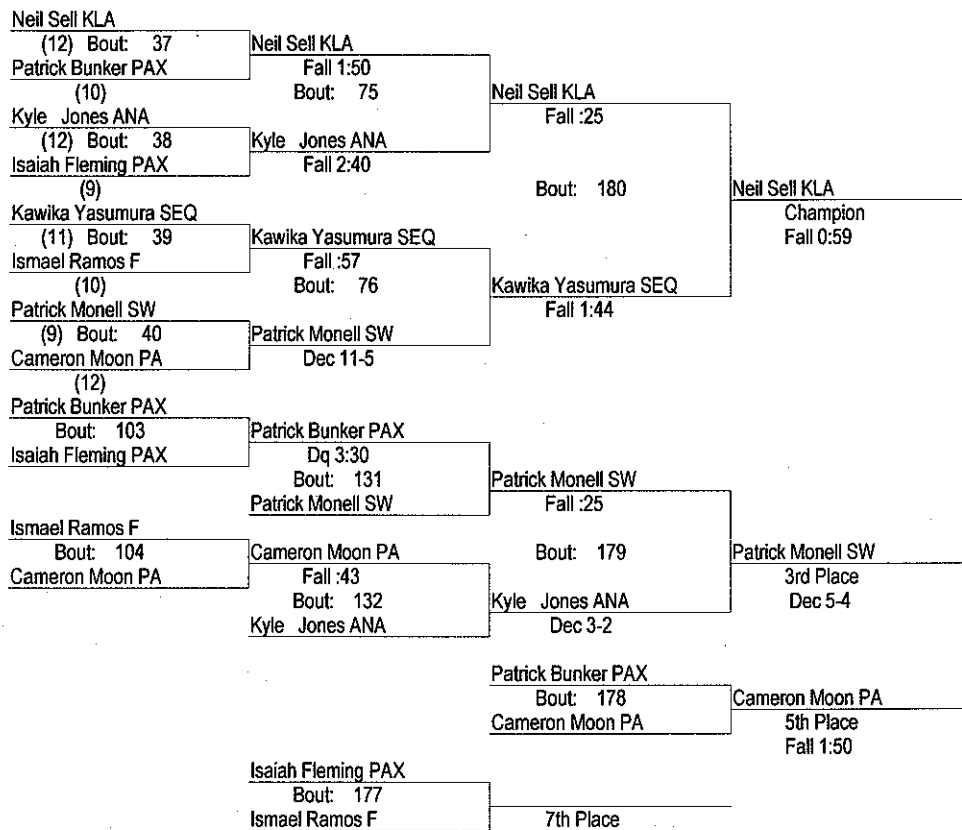 Neil Sell KLA
(12) Bout: 37
Patrick Bunker PAX
(10)
Kyle Jones ANA
(12) Bout: 38
Isaiah Fleming PAX
(9)
Kawika Yasumura SEQ
(11) Bout: 39
Ismael Ramos F
(10)
Patrick Monell SW
(9) Bout: 40
Cameron Moon PA
(12)
Neil Sell KLA
Fall 1:50
Bout: 75
Kyle Jones ANA
Fall 2:40
Kawika Yasumura SEQ
Fall :57
Bout: 76
Patrick Monell SW
Dec 11-5
Neil Sell KLA
Fall :25
Bout: 180
Kawika Yasumura SEQ
Fall 1:44
Neil Sell KLA
Champion
Fall 0:59
Patrick Bunker PAX
Bout: 103
Isaiah Fleming PAX
Ismael Ramos F
Bout: 104
Cameron Moon PA
Patrick Bunker PAX
Dq 3:30
Bout: 131
Patrick Monell SW
Cameron Moon PA
Fall :43
Bout: 132
Kyle Jones ANA
Patrick Monell SW
Fall :25
Bout: 179
Kyle Jones ANA
Dec 3-2
Patrick Monell SW
3rd Place
Dec 5-4
Patrick Bunker PAX
Bout: 178
Cameron Moon PA
Cameron Moon PA
5th Place
Fall 1:50
Isaiah Fleming PAX
Bout: 177
Ismael Ramos F
7th Place